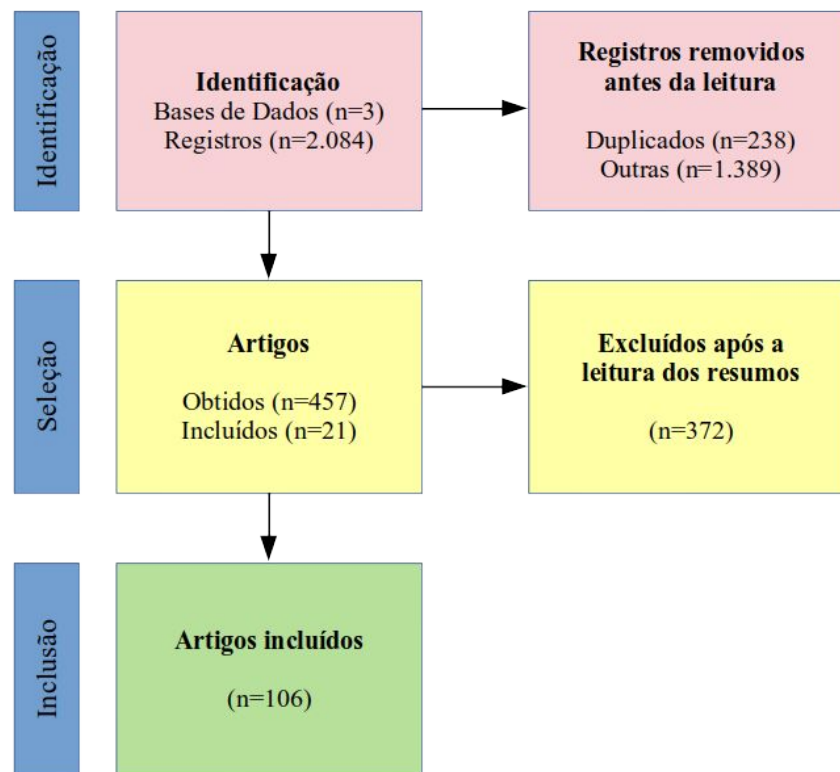 Identificação
Identificação
Bases de Dados (n=3)
Registros (n=2.084)
Registros removidos
antes da leitura
Duplicados (n=238)
Outras (n=1.389)
Seleção
Artigos
Obtidos (n=457)
Incluídos (n=21)
Excluídos após a
leitura dos resumos
(n=372)
Inclusão
Artigos incluídos
(n=106)